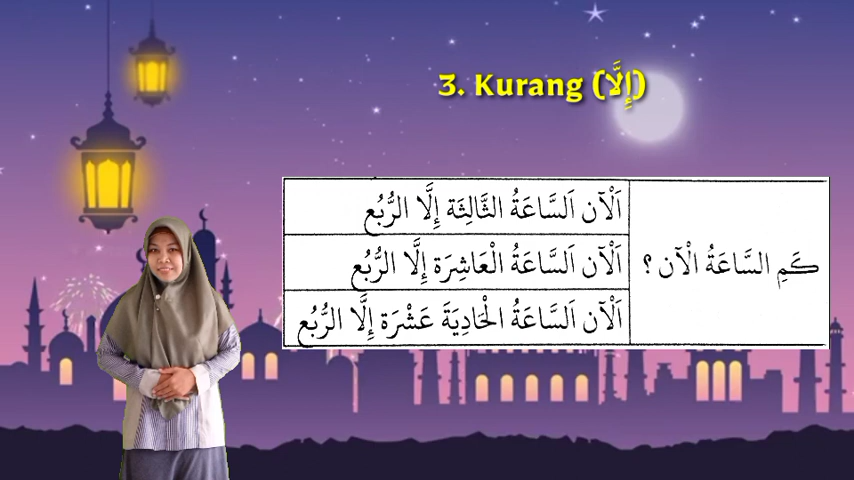 3. Kurang (إِلَّا)
كَمِ السَّاعَةُ الْآن ؟
اَلْآن اَلسَّاعَةُ الثَّالِثَة إِلَّا الرُّبُع
اَلْآن اَلسَّاعَةُ الْعَاشِرَة إِلَّا الرُّبُع
اَلْآن اَلسَّاعَةُ الْحَادِيَةَ عَشْرَة إِلَّا الرُّبُع